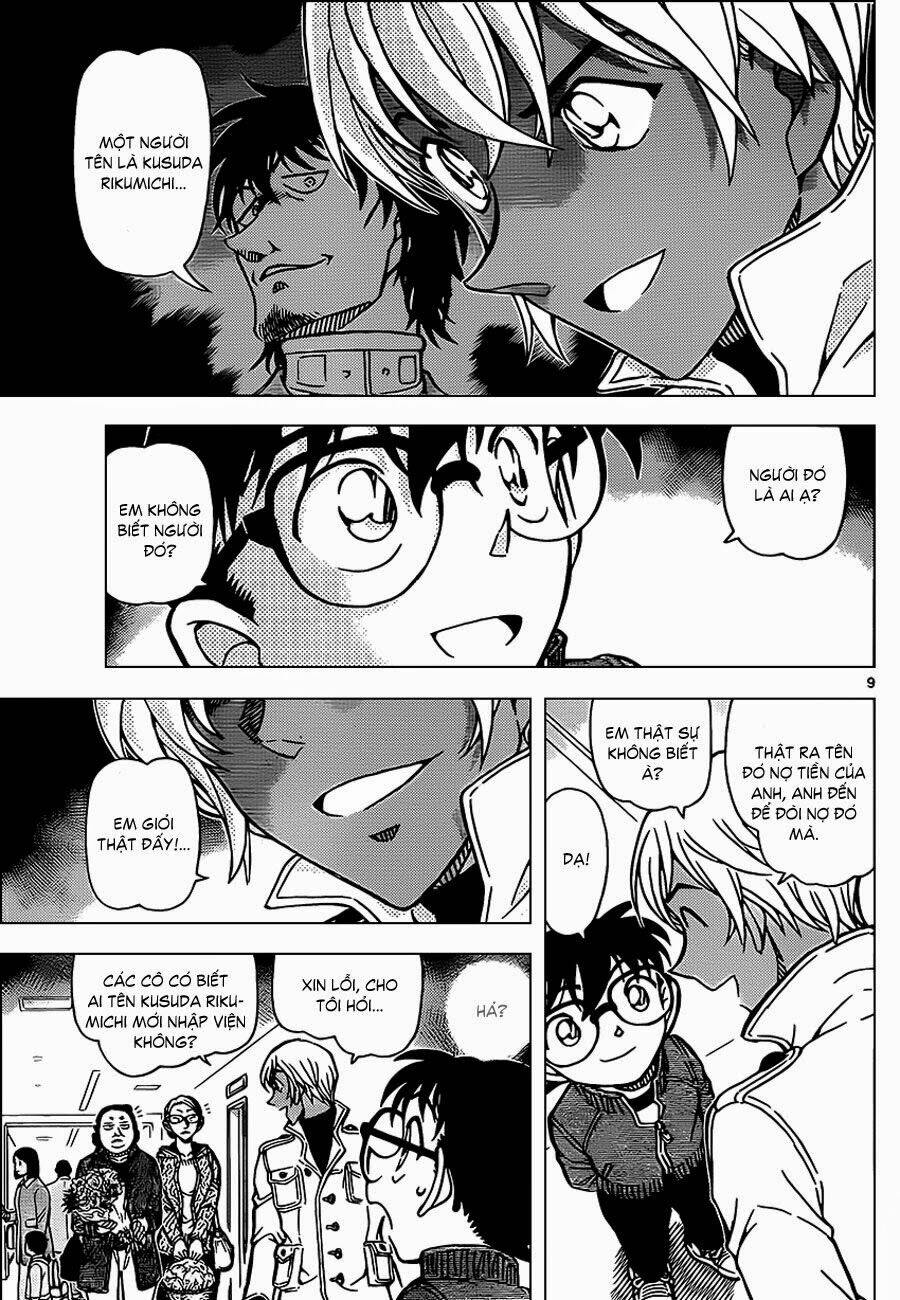 MỘT NGƯỜI
TÊN LÀ KUSUDA
RIKUMICHI...
NGƯỜI ĐÓ
LÀ AI Ạ?
EM KHÔNG
BIẾT NGƯỜI
ĐÓ?
9
THẬT RA TÊN
ĐÓ NỢ TIỀN CỦA
ANH, ANH ĐẾN
ĐỂ ĐÒI NỢ ĐÓ
MÀ.
EM THẬT SỰ
KHÔNG BIẾT
À?
DẠ!
EM GIỎI
THẬT ĐẤY!...
HÁ?
XIN LỖI, CHO
TÔI HỎI...
CÁC CÔ CÓ BIẾT
AI TÊN KUSUDA RIKU-
MICHI MỚI NHẬP VIỆN
KHÔNG?